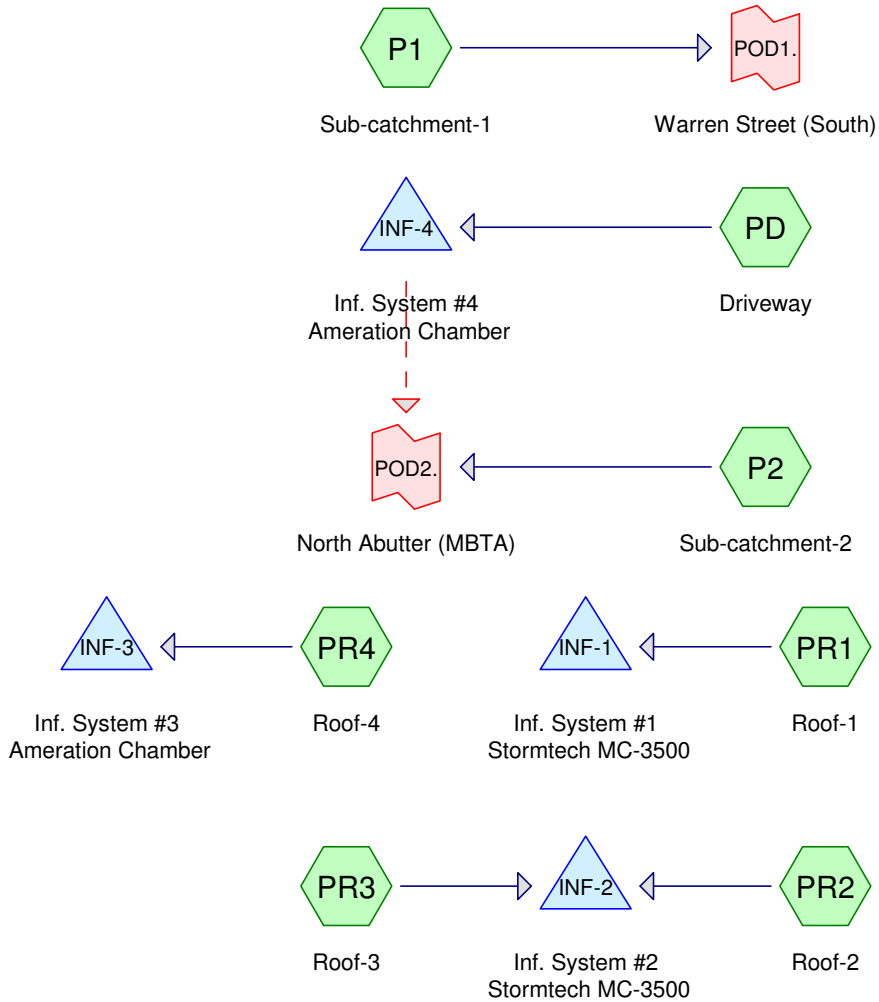 P1
POD1.
Sub-catchment-1
Warren Street (South)
INF-4
PD
Inf. System #4
Ameration Chamber
Driveway
POD2.
P2
North Abutter (MBTA)
Sub-catchment-2
INF-3
PR4
INF-1
PR1
Inf. System #3
Ameration Chamber
Roof-4
Inf. System #1
Stormtech MC-3500
Roof-1
PR3
INF-2
PR2
Roof-3
Inf. System #2
Stormtech MC-3500
Roof-2